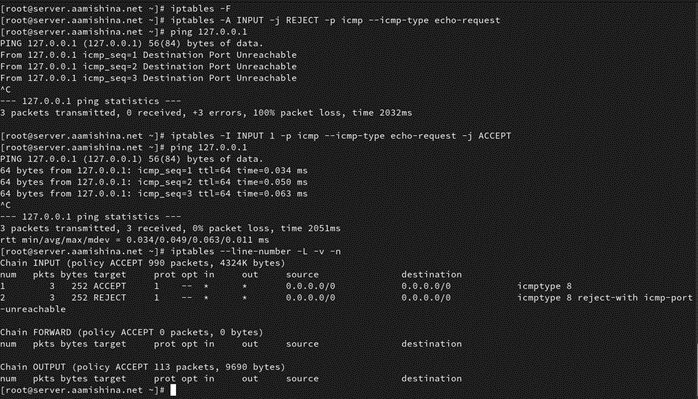 [root@server.aamishina.net ~]# iptables -F
[root@server.aamishina.net ~]# iptables -A INPUT -j REJECT -p icmp --icmp-type echo-request
[root@server.aamishina.net ~]# ping 127.0.0.1
PING 127.0.0.1 (127.0.0.1) 56(84) bytes of data.
From 127.0.0.1 icmp_seq=1 Destination Port Unreachable
From 127.0.0.1 icmp_seq=2 Destination Port Unreachable
From 127.0.0.1 icmp_seq=3 Destination Port Unreachable
^C
--- 127.0.0.1 ping statistics ---
3 packets transmitted, 0 received, +3 errors, 100% packet loss, time 2032ms
[root@server.aamishina.net ~]# iptables -I INPUT 1 -p icmp --icmp-type echo-request -j ACCEPT
[root@server.aamishina.net ~]# ping 127.0.0.1
PING 127.0.0.1 (127.0.0.1) 56(84) bytes of data.
64 bytes from 127.0.0.1: icmp_seq=1 ttl=64 time=0.034 ms
64 bytes from 127.0.0.1: icmp_seq=2 ttl=64 time=0.050 ms
64 bytes from 127.0.0.1: icmp_seq=3 ttl=64 time=0.063 ms
^C
--- 127.0.0.1 ping statistics ---
3 packets transmitted, 3 received, 0% packet loss, time 2051ms
rtt min/avg/max/mdev = 0.034/0.049/0.063/0.011 ms
[root@server.aamishina.net ~]# iptables --line-number -L -v -n
Chain INPUT (policy ACCEPT 990 packets, 4324K bytes)
num pkts bytes target prot opt in out source destination
1 3 252 ACCEPT 1 -- * * 0.0.0.0/0 0.0.0.0/0 icmptype 8
2 3 252 REJECT 1 -- * * 0.0.0.0/0 0.0.0.0/0 icmptype 8 reject-with icmp-port
-unreachable
Chain FORWARD (policy ACCEPT 0 packets, 0 bytes)
num pkts bytes target prot opt in out source destination
Chain OUTPUT (policy ACCEPT 113 packets, 9690 bytes)
num pkts bytes target prot opt in out source destination
[root@server.aamishina.net ~]#